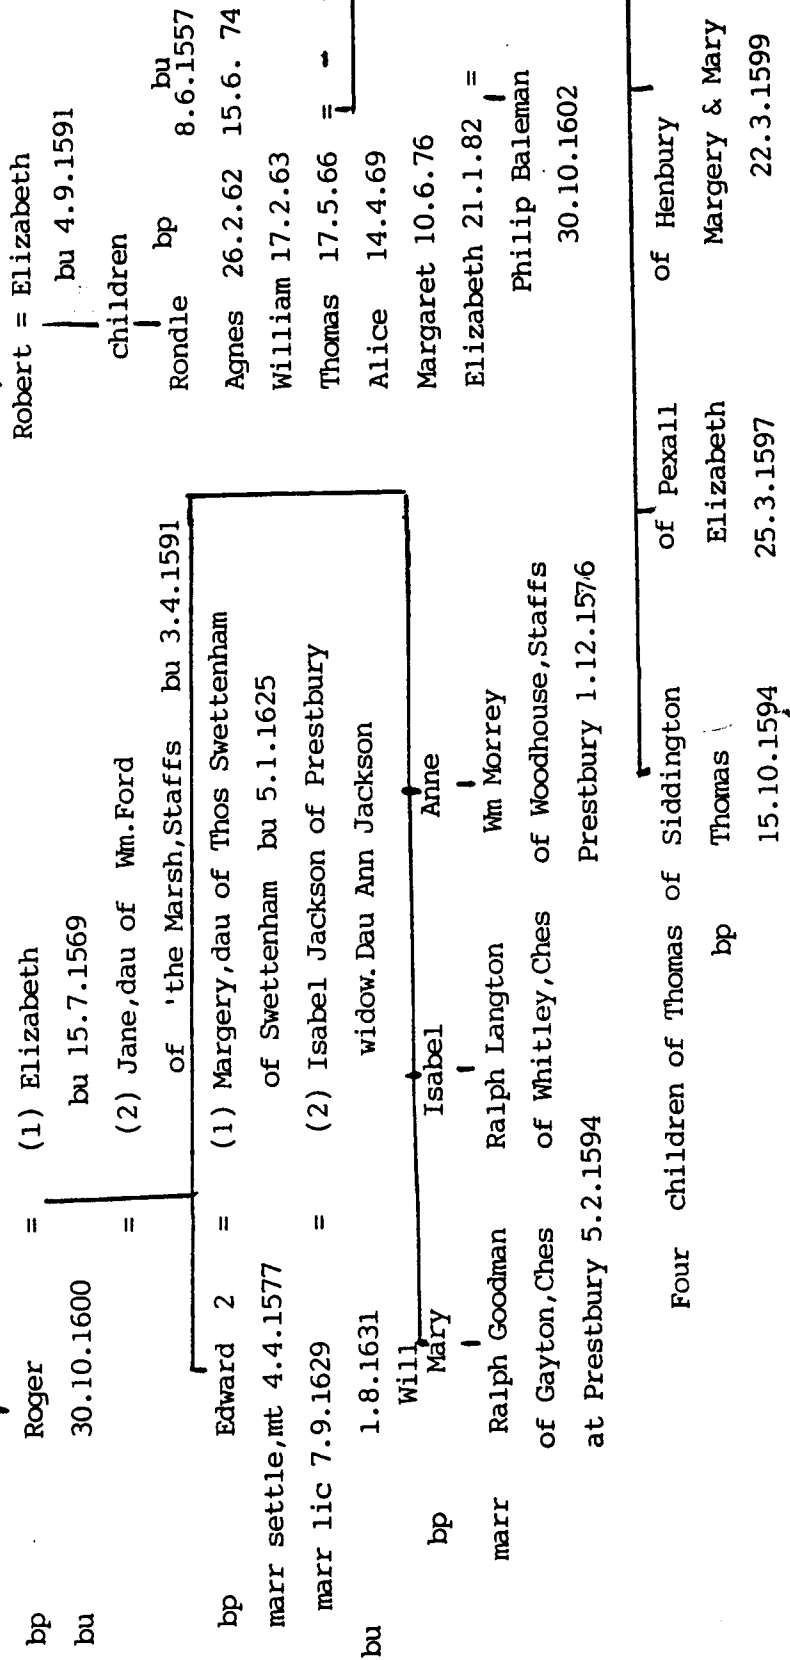 Robert = Elizabeth
bu 4.9.1591
children
Rondle bp bu 8.6.1557
Agnes 26.2.62 15.6. 74
William 17.2.63
Thomas 17.5.66 =
Alice 14.4.69
Margaret 10.6.76
Elizabeth 21.1.82 =
Philip Baleman
30.10.1602
bp Roger = (1) Elizabeth
bu 30.10.1600 bu 15.7.1569
= (2) Jane,dau of Wm.Ford
of 'the Marsh,Staffs bu 3.4.1591
bp Edward 2 = (1) Margery,dau of Thos Swettenham
marr settle,mt 4.4.1577 of Swettenham bu 5.1.1625
marr lic 7.9.1629 = (2) Isabel Jackson of Prestbury
bu 1.8.1631 widow.Dau Ann Jackson
Will
bp Mary Isabel Anne
marr Ralph Goodman Ralph Langton Wm Morrey
of Gayton,Ches of Whitley,Ches of Woodhouse,Staffs
at Prestbury 5.2.1594 Prestbury 1.12.1576
Four children of Thomas of Siddington of Pexall of Henbury
bp Thomas Elizabeth Margery & Mary
15.10.1594 25.3.1597 22.3.1599